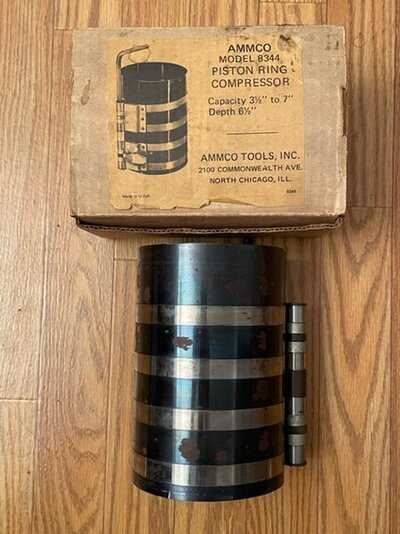 AMMCO
MODEL 8344
PISTON RING
COMPRESSOR
Capacity 3½" to 7"
Depth 6½"
AMMCO TOOLS, INC.
2100 COMMONWEALTH AVE.
NORTH CHICAGO, ILL.
Made in U.S.A.
8349